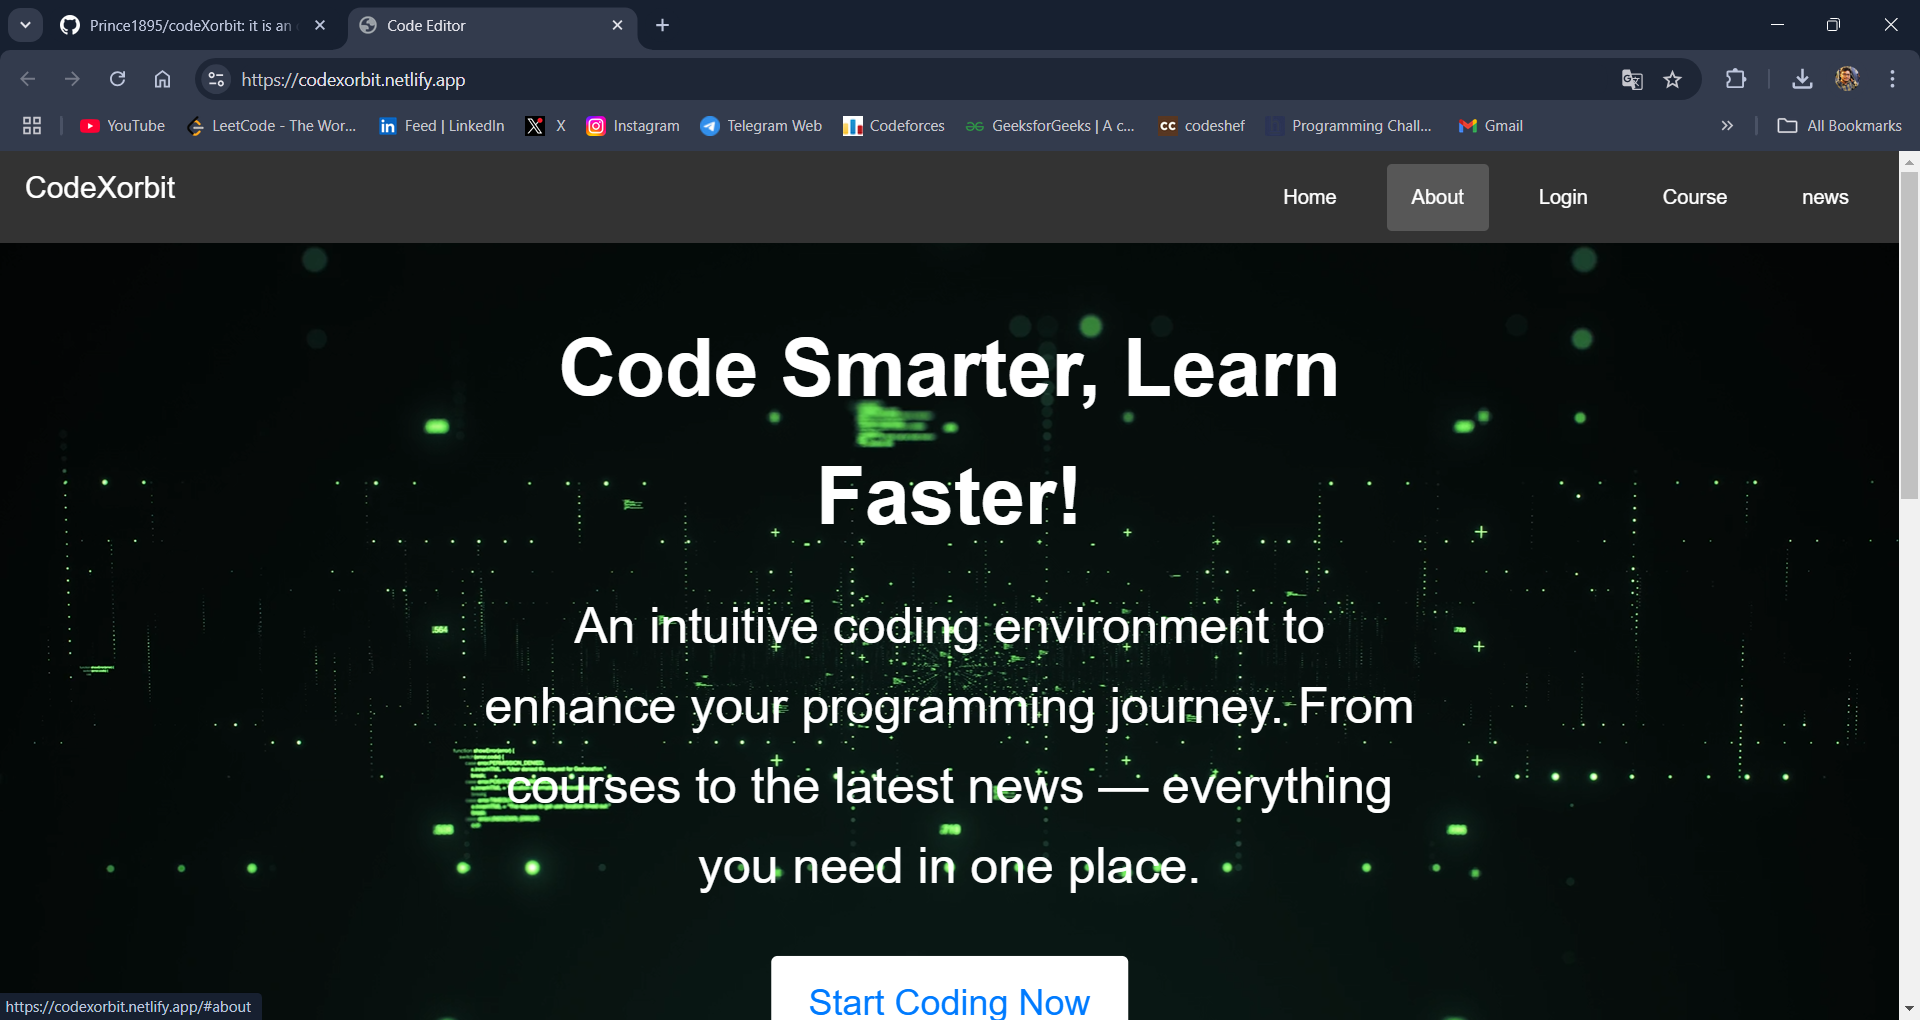 Prince1895/codeXorbit: it is an
Code Editor
https://codexorbit.netlify.app
YouTube
LeetCode - The Wor...
Feed | LinkedIn
X
Instagram
Telegram Web
Codeforces
GeeksforGeeks | A c...
CC codeshef
Programming Chall...
Gmail
All Bookmarks
CodeXorbit
Home
About
Login
Course
news
Code Smarter, Learn
Faster!
An intuitive coding environment to
enhance your programming journey. From
courses to the latest news — everything
you need in one place.
Start Coding Now
https://codexorbit.netlify.app/#about